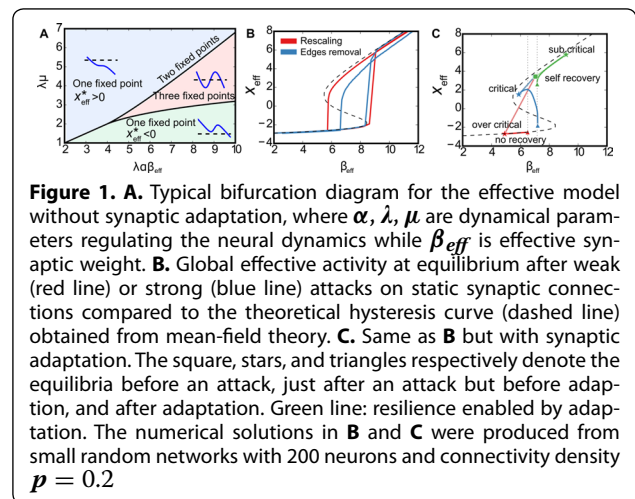 A
B
C
λμ
7
6
5
4
3
2
1
2 3 4 5 6 7 8 9 10
λαβeff
One fixed point
x*eff >0
Two fixed points
Three fixed points
One fixed point
x*eff <0
Xeff
8
6
4
2
0
−2
−4
2 4 6 8 10 12
βeff
Rescaling
Edges removal
Xeff
8
6
4
2
0
−2
−4
2 4 6 8 10
βeff
sub critical
self recovery
critical
over critical
no recovery
Figure 1. A. Typical bifurcation diagram for the effective model
without synaptic adaptation, where α, λ, μ are dynamical param-
eters regulating the neural dynamics while βeff is effective syn-
aptic weight. B. Global effective activity at equilibrium after weak
(red line) or strong (blue line) attacks on static synaptic connec-
tions compared to the theoretical hysteresis curve (dashed line)
obtained from mean-field theory. C. Same as B but with synaptic
adaptation. The square, stars, and triangles respectively denote the
equilibria before an attack, just after an attack but before adap-
tion, and after adaptation. Green line: resilience enabled by adap-
tation. The numerical solutions in B and C were produced from
small random networks with 200 neurons and connectivity density
p = 0.2